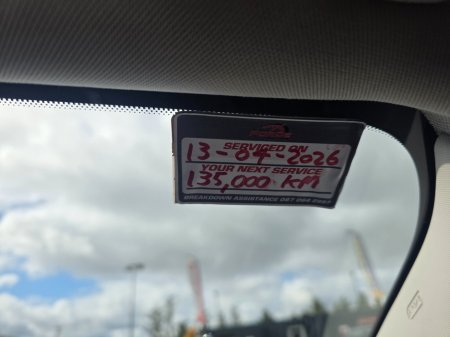 SERVICED ON
13-04-2026
YOUR NEXT SERVICE
135,000 KM
BREAKDOWN ASSISTANCE